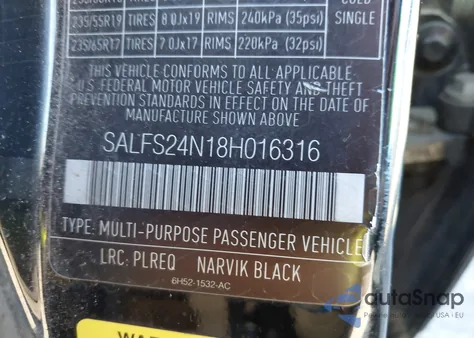 235/55R19 TIRES 8.0Jx19 RIMS 240kPa (35psi) SINGLE
235/65R17 TIRES 7.0Jx17 RIMS 220kPa (32psi)
THIS VEHICLE CONFORMS TO ALL APPLICABLE
U.S. FEDERAL MOTOR VEHICLE SAFETY AND THEFT
PREVENTION STANDARDS IN EFFECT ON THE DATE OF
MANUFACTURE SHOWN ABOVE
SALFS24N18H016316
TYPE: MULTI-PURPOSE PASSENGER VEHICLE
LRC: PLREQ NARVIK BLACK
6H52-1532-AC
autoSnap